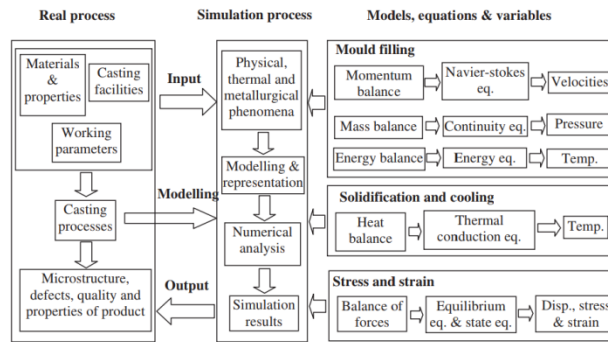 Real process
Simulation process
Models, equations & variables
Materials &
properties
Casting
facilities
Working
parameters
Casting
processes
Microstructure,
defects, quality and
properties of product
Input
Modelling
Output
Physical,
thermal and
metallurgical
phenomena
Modelling &
representation
Numerical
analysis
Simulation
results
Mould filling
Momentum
balance
Navier-stokes
eq.
Velocities
Mass balance
Continuity eq.
Pressure
Energy balance
Energy eq.
Temp.
Solidification and cooling
Heat
balance
Thermal
conduction eq.
Temp.
Stress and strain
Balance of
forces
Equilibrium
eq. & state eq.
Disp., stress
& strain